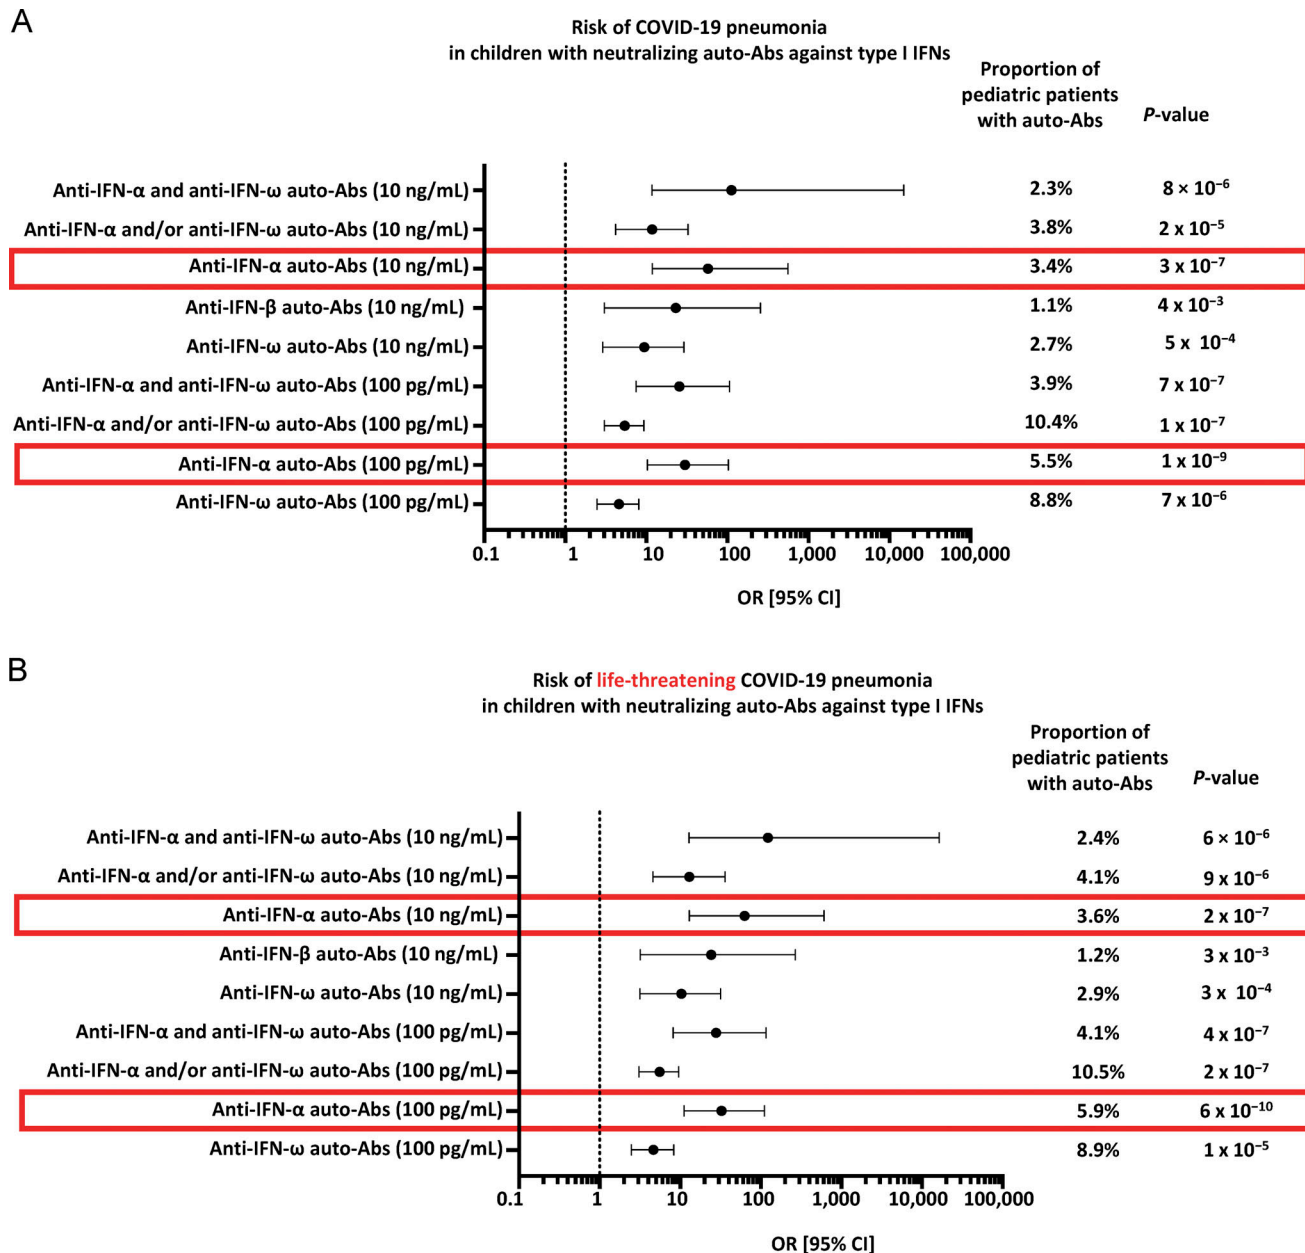 A
Risk of COVID-19 pneumonia
in children with neutralizing auto-Abs against type I IFNs
Proportion of
pediatric patients
with auto-Abs
P-value
Anti-IFN-α and anti-IFN-ω auto-Abs (10 ng/mL) 2.3% 8 × 10⁻⁶
Anti-IFN-α and/or anti-IFN-ω auto-Abs (10 ng/mL) 3.8% 2 x 10⁻⁵
Anti-IFN-α auto-Abs (10 ng/mL) 3.4% 3 x 10⁻⁷
Anti-IFN-β auto-Abs (10 ng/mL) 1.1% 4 x 10⁻³
Anti-IFN-ω auto-Abs (10 ng/mL) 2.7% 5 x 10⁻⁴
Anti-IFN-α and anti-IFN-ω auto-Abs (100 pg/mL) 3.9% 7 x 10⁻⁷
Anti-IFN-α and/or anti-IFN-ω auto-Abs (100 pg/mL) 10.4% 1 x 10⁻⁷
Anti-IFN-α auto-Abs (100 pg/mL) 5.5% 1 x 10⁻⁹
Anti-IFN-ω auto-Abs (100 pg/mL) 8.8% 7 x 10⁻⁶
0.1 1 10 100 1,000 10,000 100,000
OR [95% CI]
B
Risk of life-threatening COVID-19 pneumonia
in children with neutralizing auto-Abs against type I IFNs
Proportion of
pediatric patients
with auto-Abs
P-value
Anti-IFN-α and anti-IFN-ω auto-Abs (10 ng/mL) 2.4% 6 × 10⁻⁶
Anti-IFN-α and/or anti-IFN-ω auto-Abs (10 ng/mL) 4.1% 9 x 10⁻⁶
Anti-IFN-α auto-Abs (10 ng/mL) 3.6% 2 x 10⁻⁷
Anti-IFN-β auto-Abs (10 ng/mL) 1.2% 3 x 10⁻³
Anti-IFN-ω auto-Abs (10 ng/mL) 2.9% 3 x 10⁻⁴
Anti-IFN-α and anti-IFN-ω auto-Abs (100 pg/mL) 4.1% 4 x 10⁻⁷
Anti-IFN-α and/or anti-IFN-ω auto-Abs (100 pg/mL) 10.5% 2 x 10⁻⁷
Anti-IFN-α auto-Abs (100 pg/mL) 5.9% 6 x 10⁻¹⁰
Anti-IFN-ω auto-Abs (100 pg/mL) 8.9% 1 x 10⁻⁵
0.1 1 10 100 1,000 10,000 100,000
OR [95% CI]